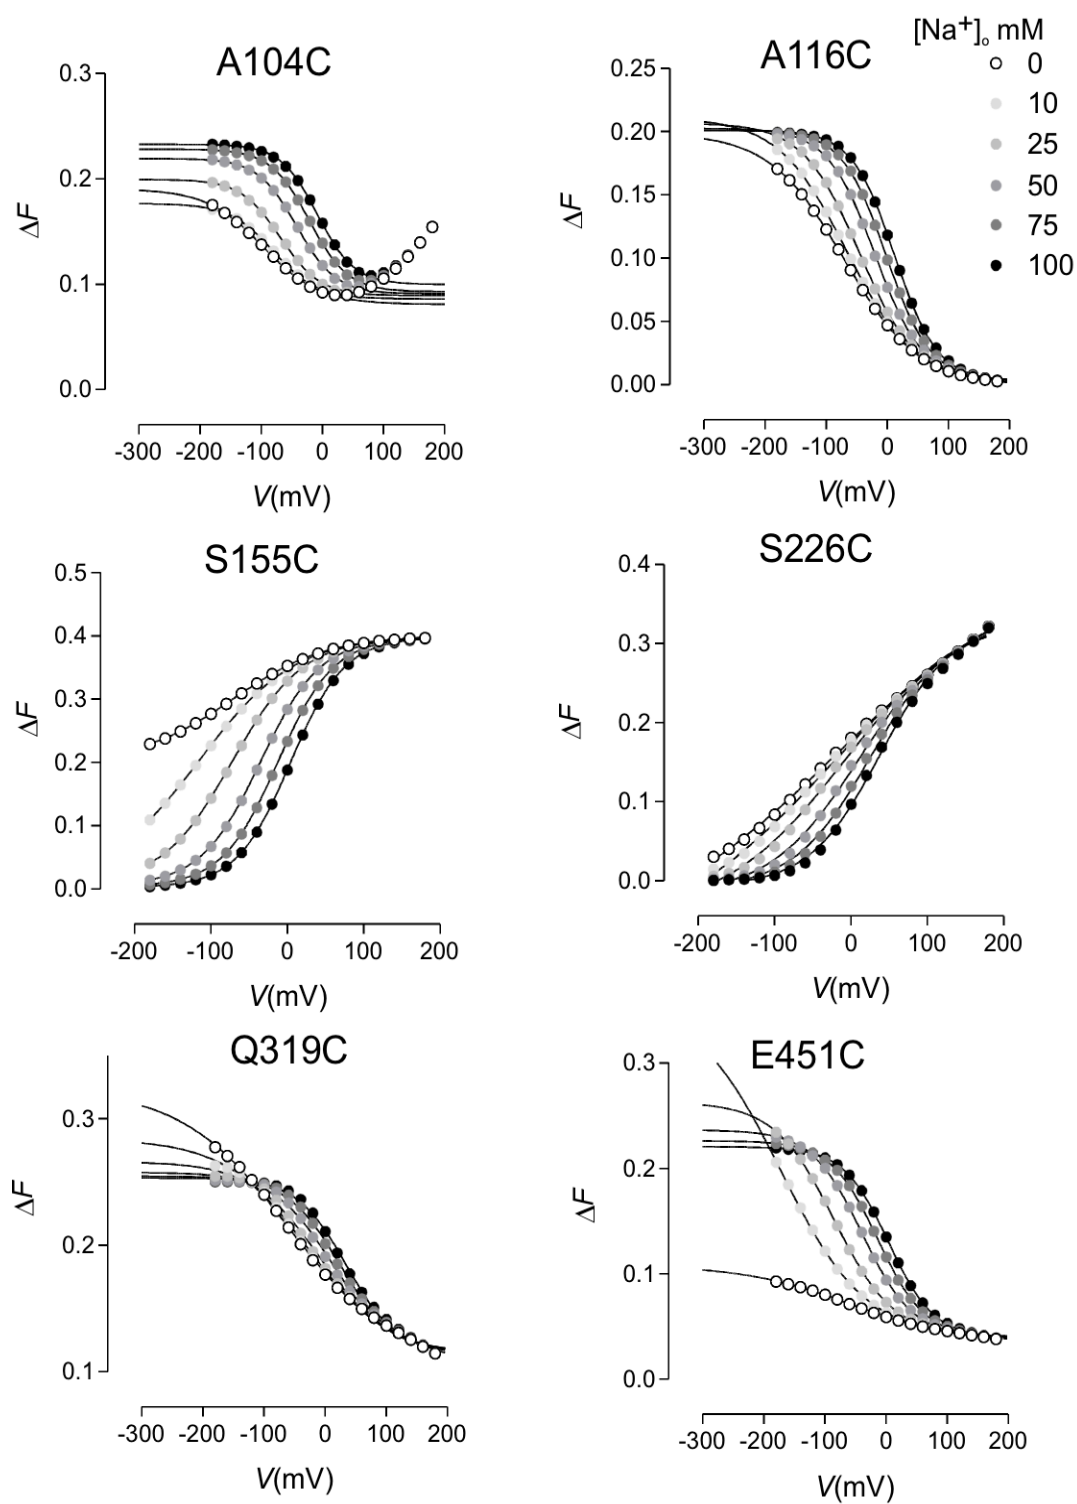 A104C
0.3
0.2
0.1
0.0
ΔF
-300 -200 -100 0 100 200
V(mV)
A116C
0.25
0.20
0.15
0.10
0.05
0.00
ΔF
-300 -200 -100 0 100 200
V(mV)
[Na+]o mM
0
10
25
50
75
100
S155C
0.5
0.4
0.3
0.2
0.1
0.0
ΔF
-200 -100 0 100 200
V(mV)
S226C
0.4
0.3
0.2
0.1
0.0
ΔF
-200 -100 0 100 200
V(mV)
Q319C
0.3
0.2
0.1
ΔF
-300 -200 -100 0 100 200
V(mV)
E451C
0.3
0.2
0.1
0.0
ΔF
-300 -200 -100 0 100 200
V(mV)